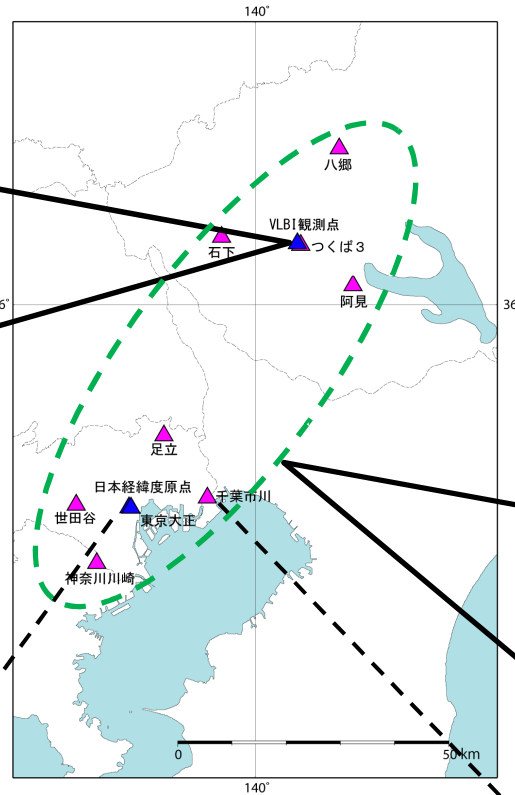 140°
八郷
VLBI観測点
つくば3
石下
阿見
6°
36
足立
日本経緯度原点
千葉市川
世田谷
東京大正
神奈川川崎
0
50 km
140°